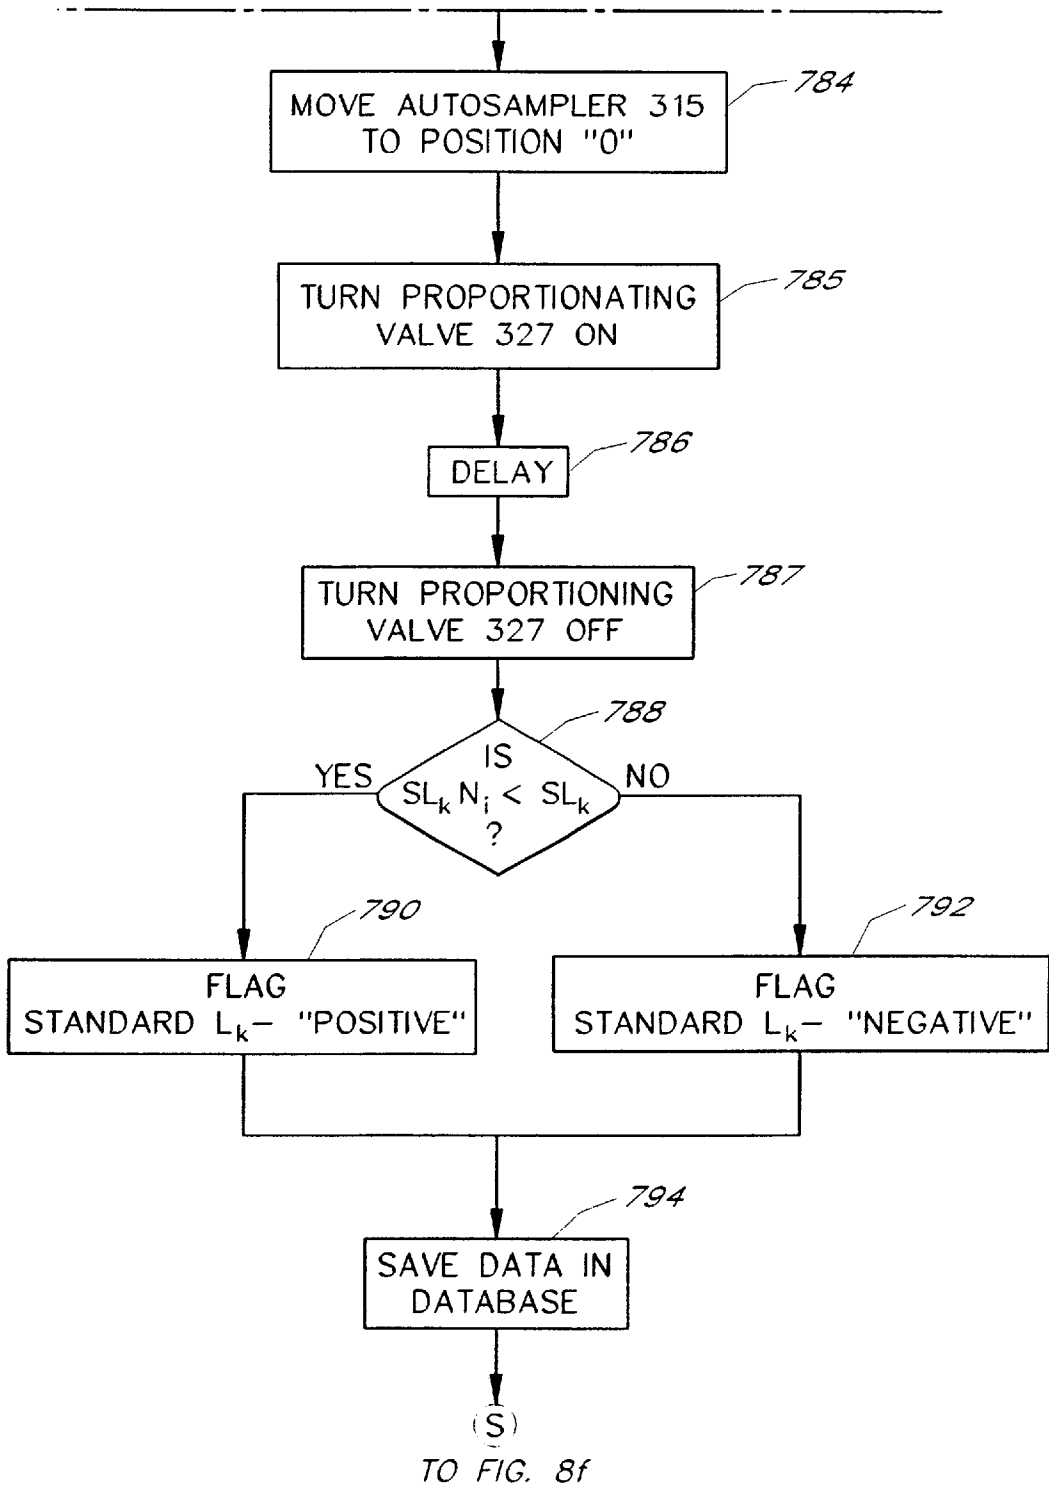 784
MOVE AUTOSAMPLER 315
TO POSITION "0"
785
TURN PROPORTIONATING
VALVE 327 ON
786
DELAY
787
TURN PROPORTIONING
VALVE 327 OFF
788
IS
SLk Ni < SLk
?
YES
NO
790
FLAG
STANDARD Lk- "POSITIVE"
792
FLAG
STANDARD Lk- "NEGATIVE"
794
SAVE DATA IN
DATABASE
S
TO FIG. 8f